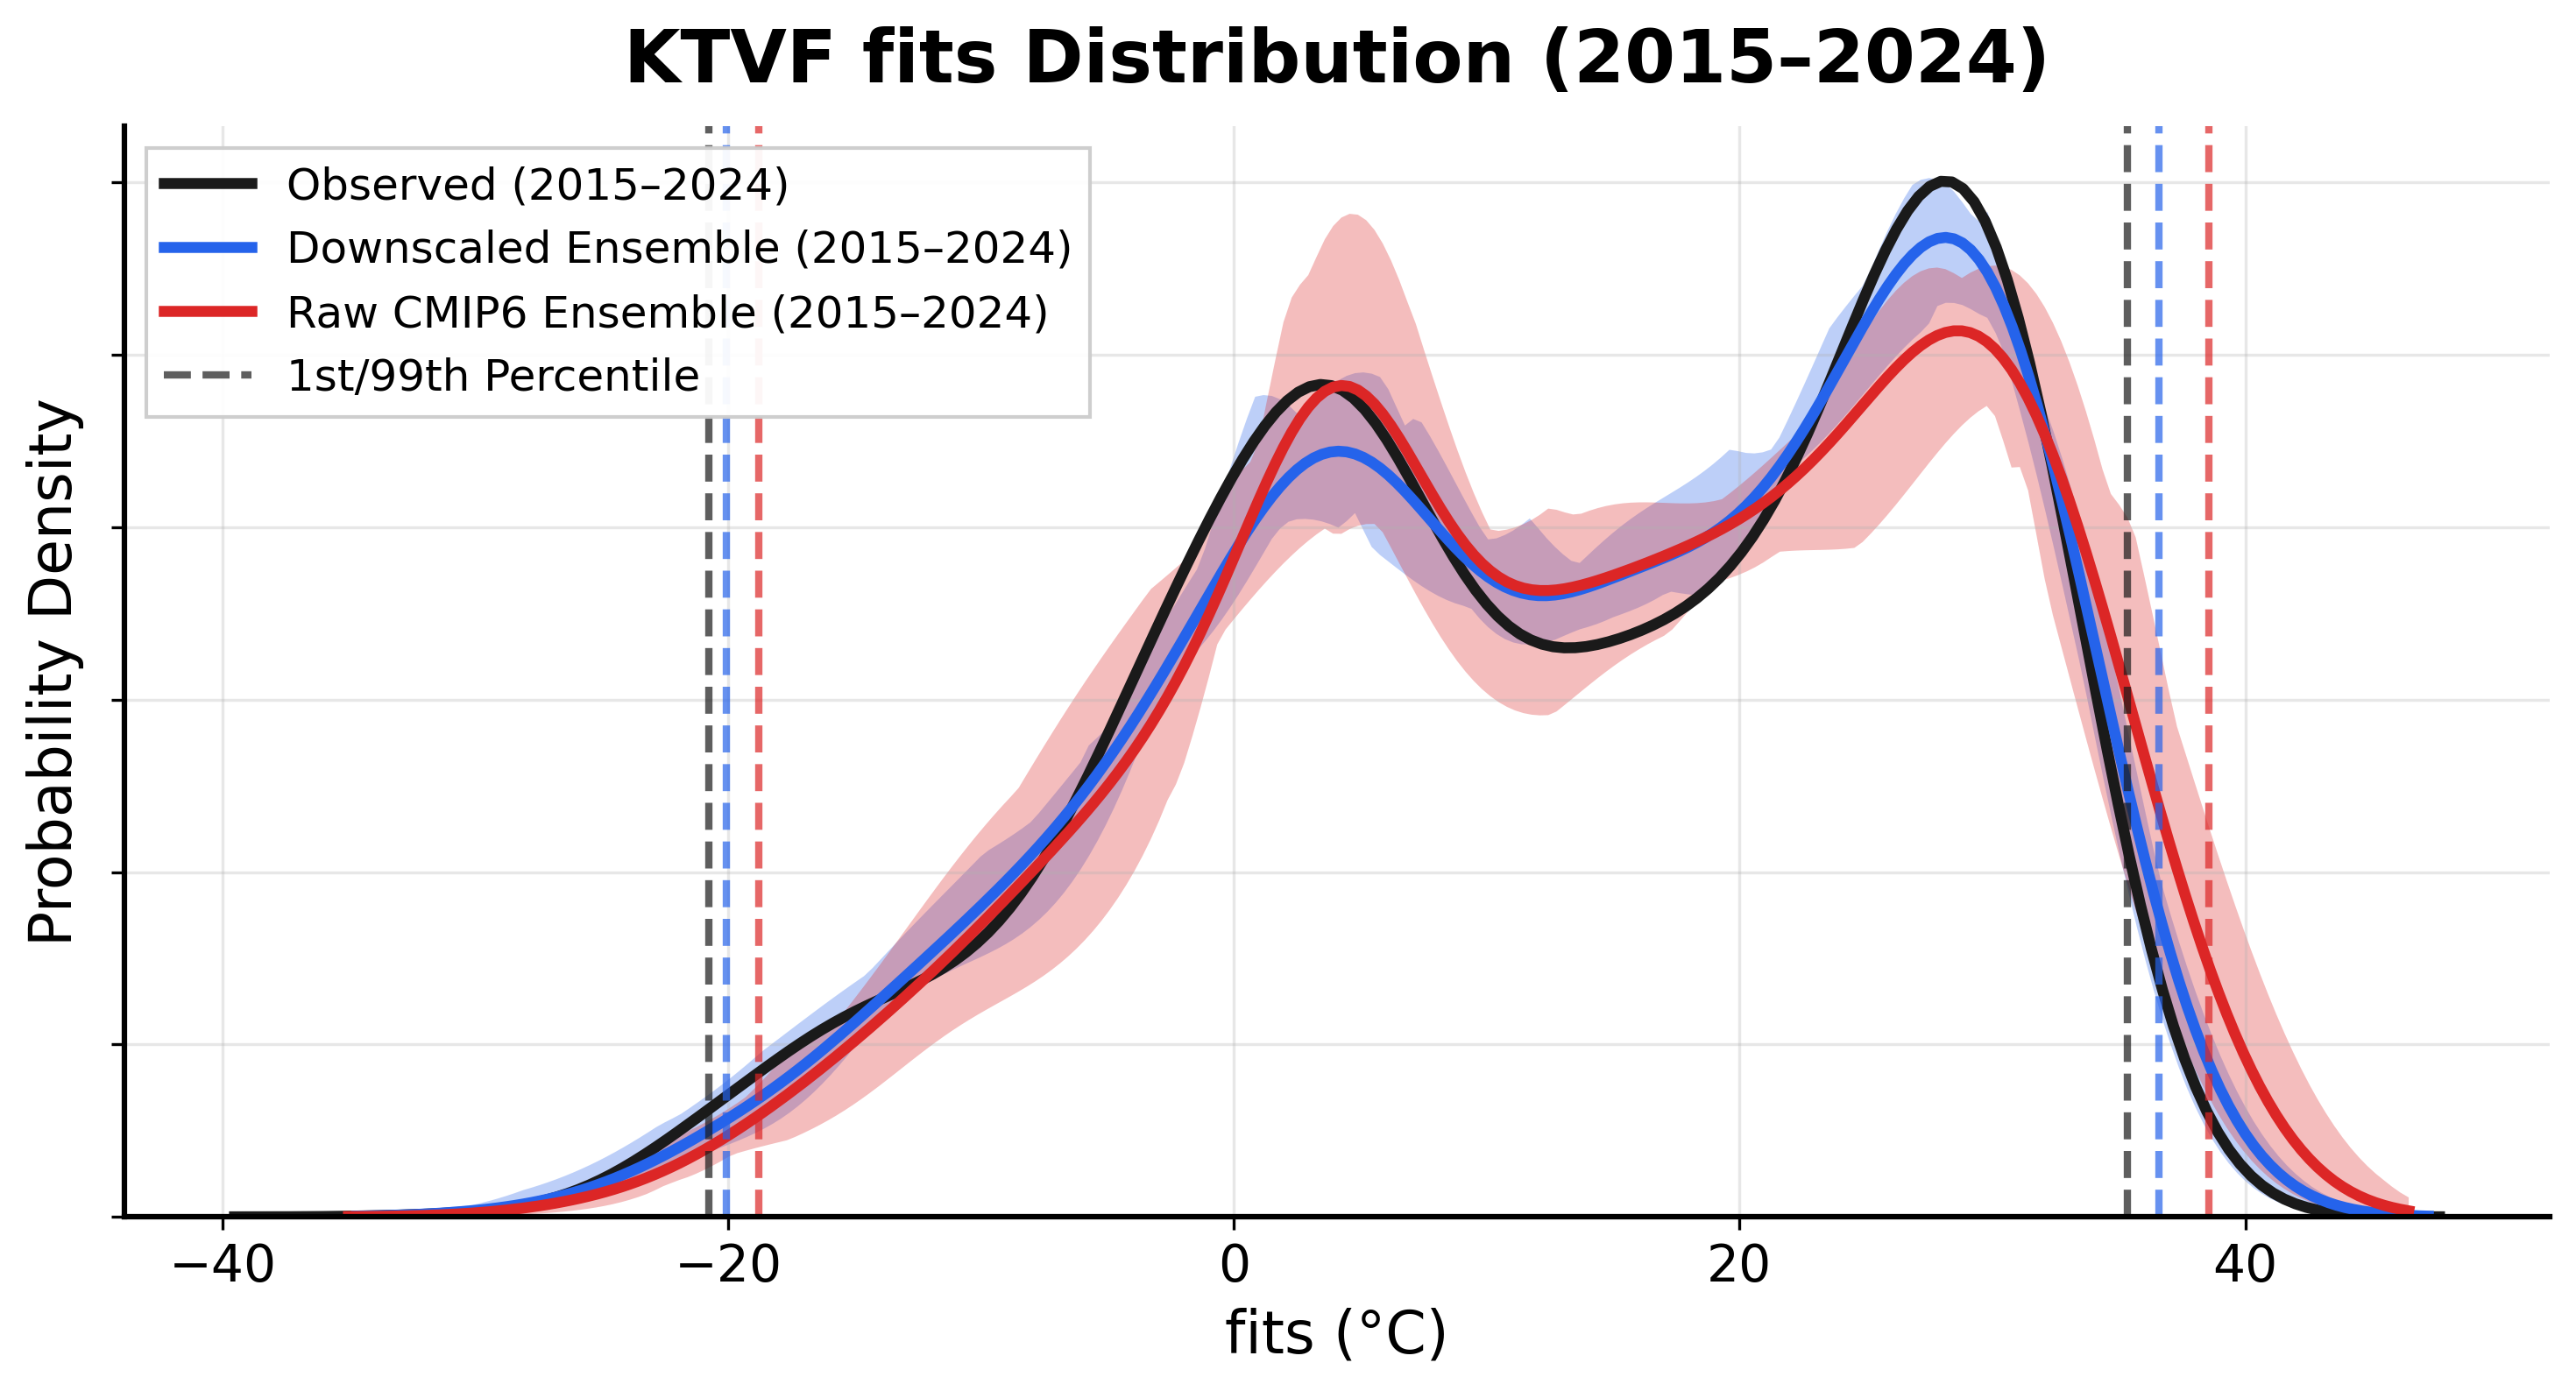 KTVF fits Distribution (2015–2024)
Observed (2015–2024)
Downscaled Ensemble (2015–2024)
Raw CMIP6 Ensemble (2015–2024)
1st/99th Percentile
Probability Density
−40
−20
0
20
40
fits (°C)